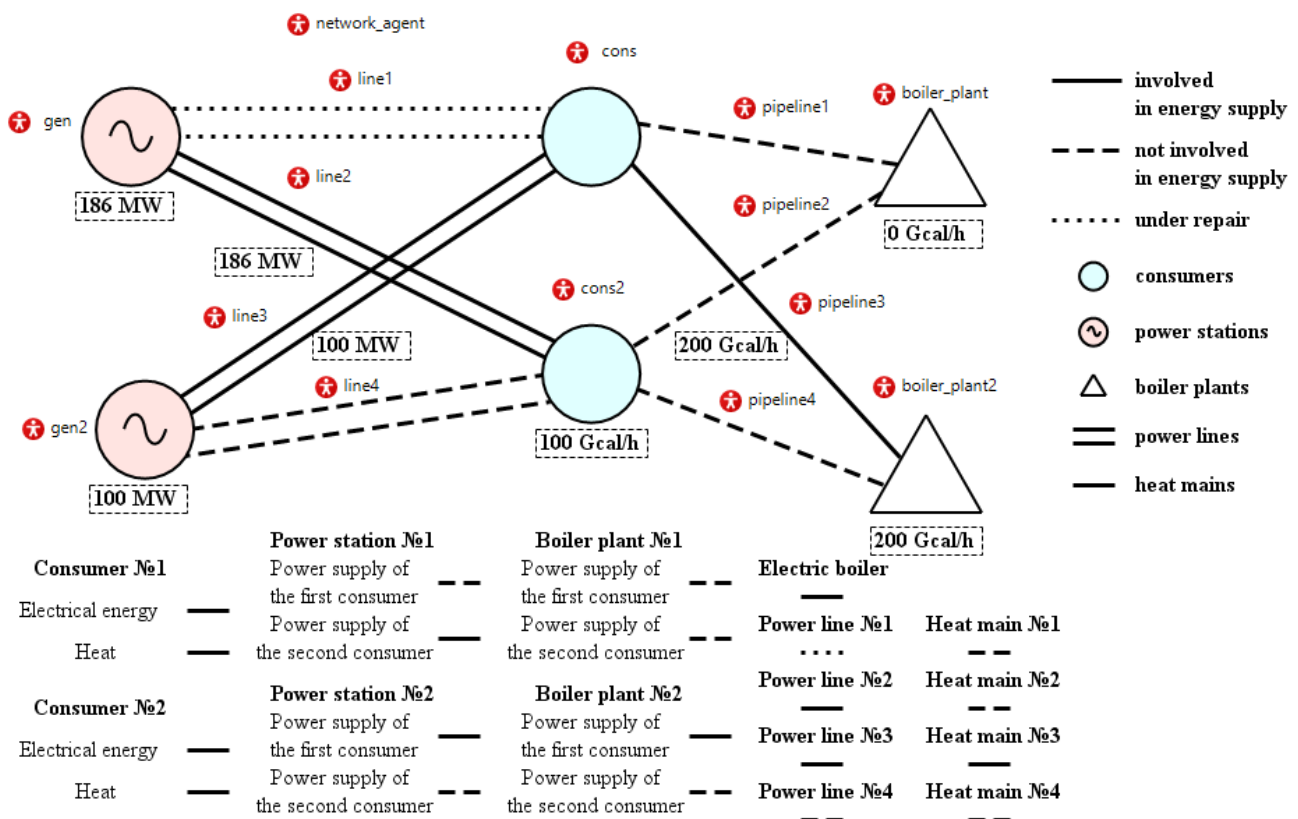 network_agent
cons
line1
boiler_plant
gen
pipeline1
involved
in energy supply
not involved
in energy supply
line2
186 MW
pipeline2
under repair
0 Gcal/h
186 MW
cons2
consumers
line3
pipeline3
100 MW
200 Gcal/h
power stations
line4
boiler_plant2
pipeline4
boiler plants
gen2
100 Gcal/h
power lines
100 MW
heat mains
200 Gcal/h
Consumer №1
Electrical energy
Heat
Consumer №2
Electrical energy
Heat
Power station №1
Power supply of
the first consumer
Power supply of
the second consumer
Power station №2
Power supply of
the first consumer
Power supply of
the second consumer
Boiler plant №1
Power supply of
the first consumer
Power supply of
the second consumer
Boiler plant №2
Power supply of
the first consumer
Power supply of
the second consumer
Electric boiler
Power line №1
Power line №2
Power line №3
Power line №4
Heat main №1
Heat main №2
Heat main №3
Heat main №4